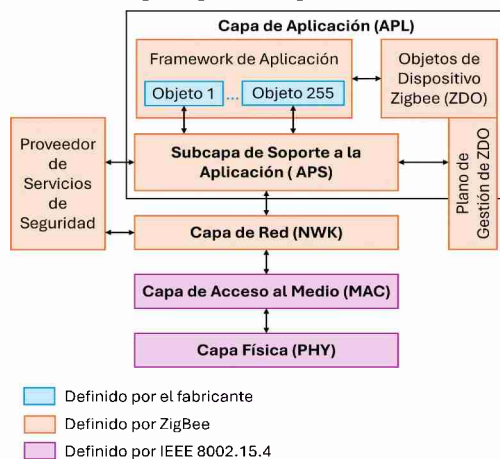 Capa de Aplicación (APL)
Framework de Aplicación
Objeto 1 ... Objeto 255
Objetos de
Dispositivo
Zigbee (ZDO)
Proveedor
de
Servicios
de
Seguridad
Subcapa de Soporte a la
Aplicación ( APS)
Plano de
Gestión de ZDO
Capa de Red (NWK)
Capa de Acceso al Medio (MAC)
Capa Física (PHY)
Definido por el fabricante
Definido por ZigBee
Definido por IEEE 8002.15.4